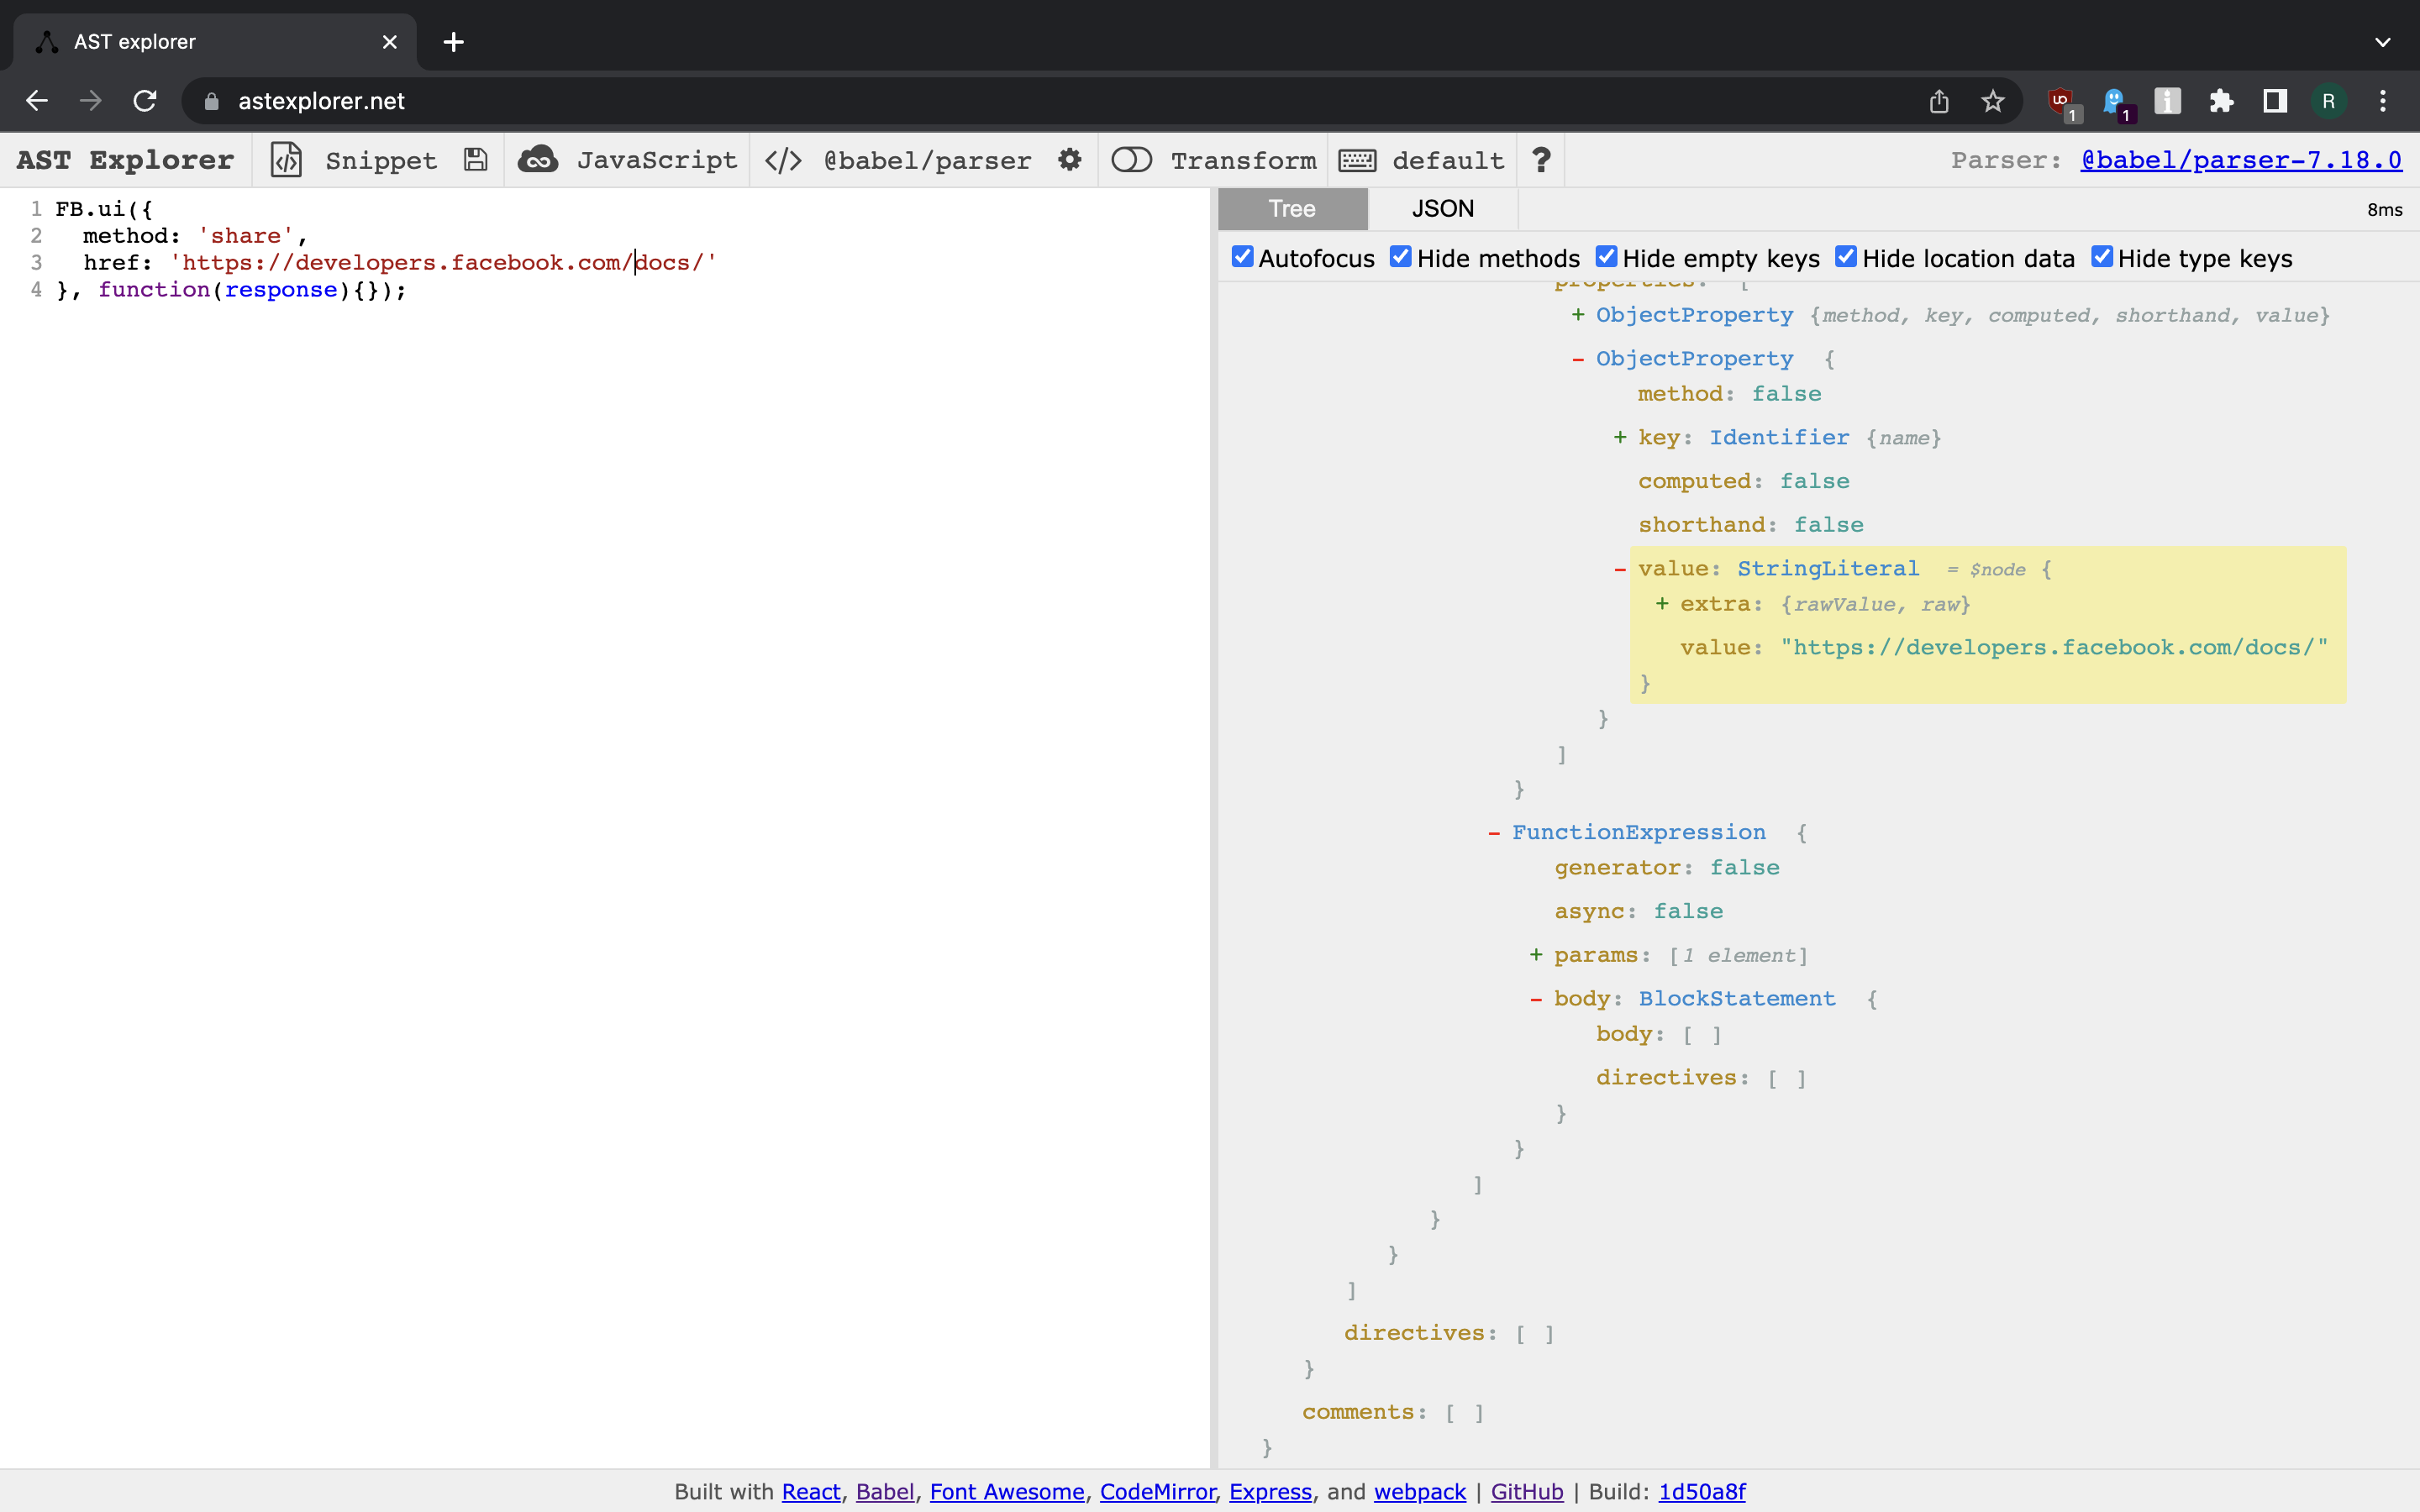 AST explorer
astexplorer.net
1
1
R
AST Explorer Snippet JavaScript </> @babel/parser Transform default ? Parser: @babel/parser-7.18.0
1 FB.ui({
2   method: 'share',
3   href: 'https://developers.facebook.com/docs/'
4 }, function(response){});
Tree JSON 8ms
Autofocus Hide methods Hide empty keys Hide location data Hide type keys
properties: [
+ ObjectProperty {method, key, computed, shorthand, value}
- ObjectProperty {
method: false
+ key: Identifier {name}
computed: false
shorthand: false
- value: StringLiteral = $node {
+ extra: {rawValue, raw}
value: "https://developers.facebook.com/docs/"
}
}
]
}
- FunctionExpression {
generator: false
async: false
+ params: [1 element]
- body: BlockStatement {
body: [ ]
directives: [ ]
}
}
]
}
}
]
directives: [ ]
}
comments: [ ]
}
Built with React, Babel, Font Awesome, CodeMirror, Express, and webpack | GitHub | Build: 1d50a8f